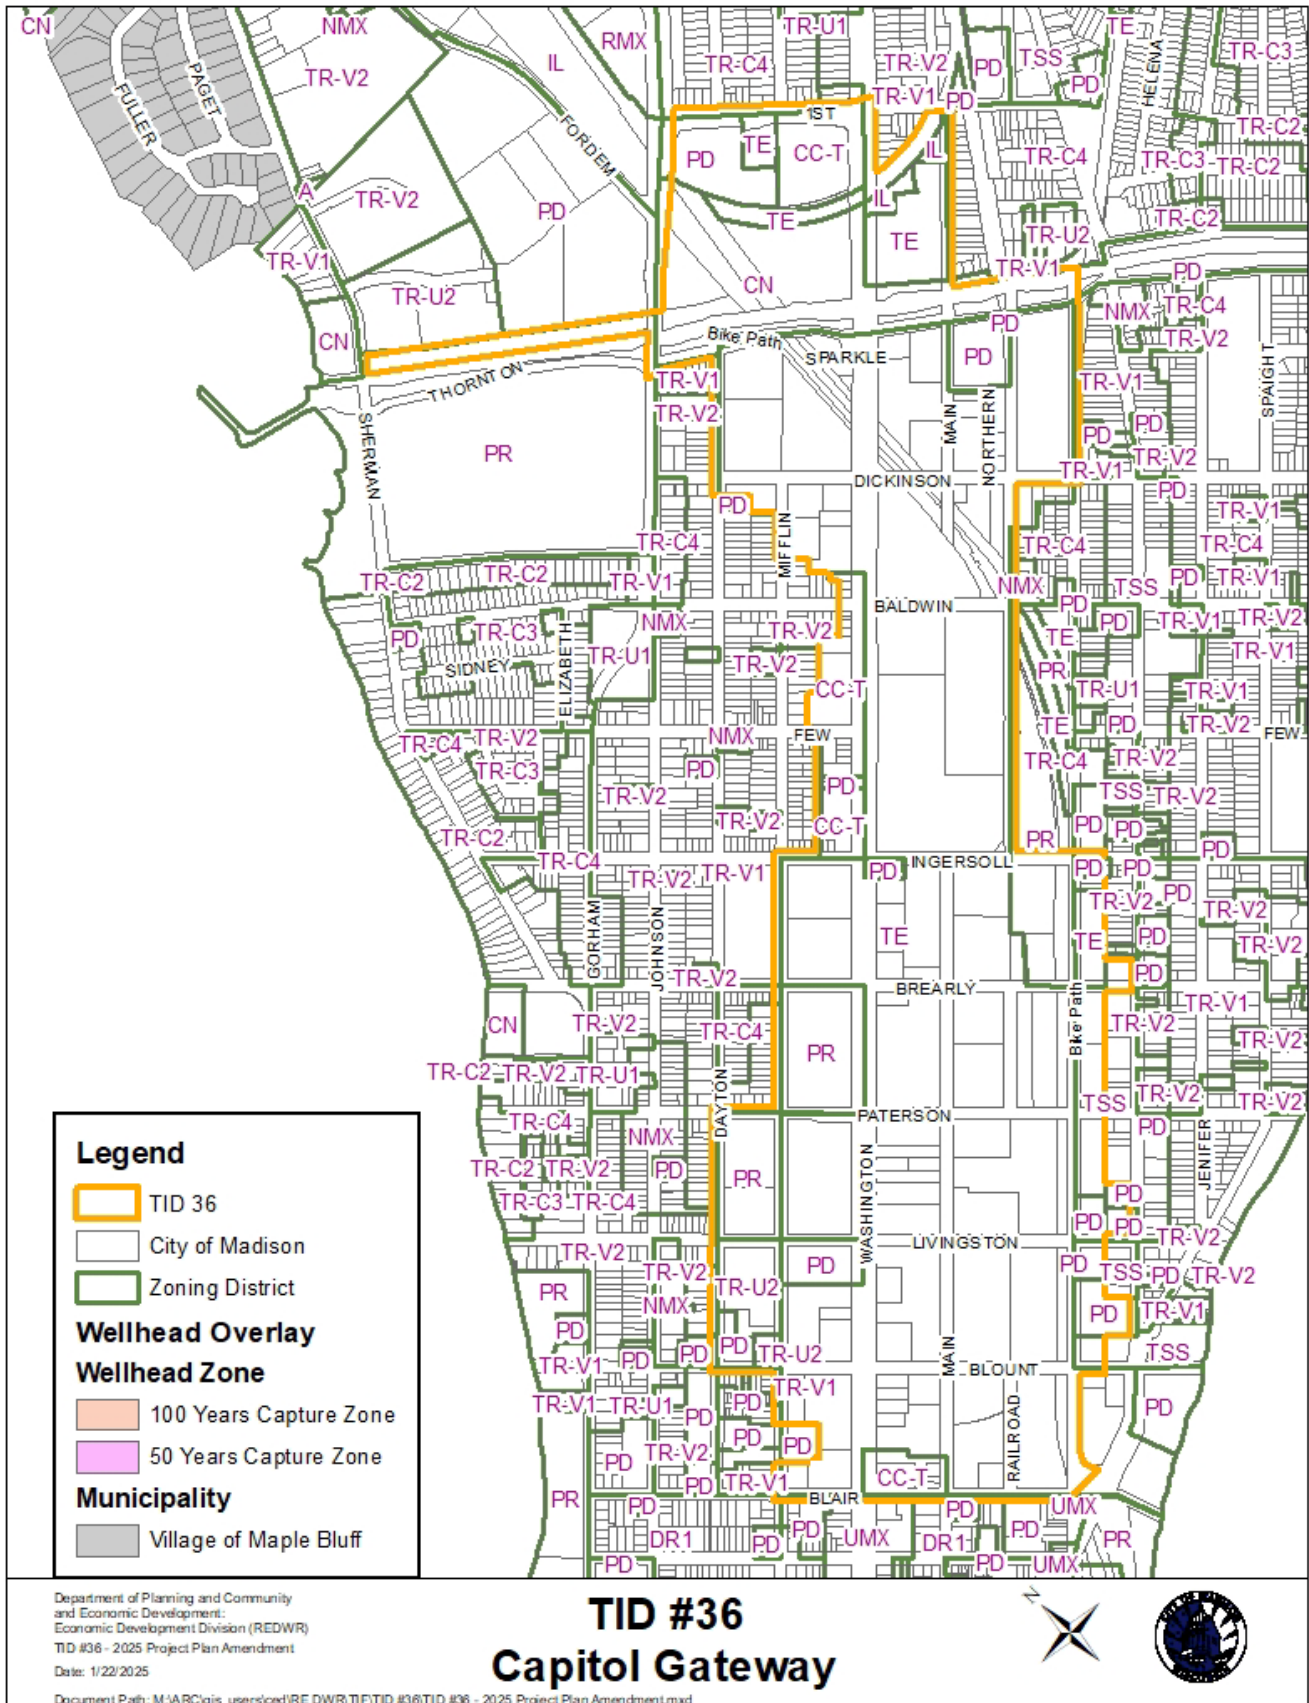 CN
NMX
TR-V2
PAGET
FULLER
IL
RMX
FORDEM
TR-U1
TR-C4
TR-V2
PD
TSS
TE
PD
HELENA
TR-C3
TR-V1
PD
1ST
PD
TE
CC-T
IL
TR-C4
TR-C2
TR-C3
TR-C2
A
TR-V2
PD
TE
IL
TE
TR-U2
TR-C2
TR-V1
TR-U2
CN
TR-V1
PD
CN
Bike Path
SPARKLE
PD
PD
NMX
TR-C4
TR-V2
THORNTON
TR-V1
TR-V2
TR-V1
SPAIGHT
SHERMAN
PR
MAIN
NORTHERN
PD
PD
TR-V2
TR-V1
DICKINSON
PD
PD
TR-V1
MIFFLIN
TR-C4
TR-C4
TR-C4
TR-C2
TR-C2
TR-V1
NMX
TSS
PD
TR-V1
BALDWIN
PD
NMX
TR-V2
PD
TR-V1
TR-V2
PD
TR-C3
SIDNEY
ELIZABETH
TR-U1
TR-V2
TE
PR
TR-V1
CC-T
TR-U1
TR-V1
TR-C4
TR-V2
NMX
FEW
TE
PD
TR-V2
FEW
TR-C3
PD
PD
TR-C4
TR-V2
TR-V2
TR-V2
CC-T
TSS
TR-V2
TR-C2
PD
PD
PR
PD
TR-C4
TR-V2
TR-V1
PD
INGERSOLL
PD
PD
PD
TR-V2
TR-V2
GORHAM
JOHNSON
TE
TE
PD
TR-V2
TR-V2
BREARLY
PD
Bike Path
CN
TR-V2
TR-C4
PR
TR-V2
TR-V1
TR-V2
TR-C2
TR-V2
TR-U1
DAYTON
TSS
TR-V2
TR-V2
TR-C4
NMX
PATERSON
PD
JENIFER
TR-C2
TR-V2
PD
PR
WASHINGTON
TR-C3
TR-C4
PD
PD
PD
TR-V2
LIVINGSTON
TR-V2
TR-V2
TR-U2
PD
PD
TSS
PD
TR-V2
PR
NMX
PD
TR-V1
PD
TR-V1
PD
PD
PD
TR-U2
MAIN
BLOUNT
TSS
TR-V1
TR-U1
PD
PD
TR-V1
PD
PD
TR-V2
PD
PD
RAILROAD
PD
TR-V1
CC-T
PR
PD
BLAIR
PD
UMX
DR1
PD
PD
UMX
DR1
PD
PR
PD
PD
UMX
Legend
TID 36
City of Madison
Zoning District
Wellhead Overlay
Wellhead Zone
100 Years Capture Zone
50 Years Capture Zone
Municipality
Village of Maple Bluff
Department of Planning and Community
and Economic Development:
Economic Development Division (REDWR)
TID #36 - 2025 Project Plan Amendment
Date: 1/22/2025
Document Path: M:\ARC\gis_users\ced\REDWR\TIF\TID #36\TID #36 - 2025 Project Plan Amendment.mxd
TID #36
Capitol Gateway
N